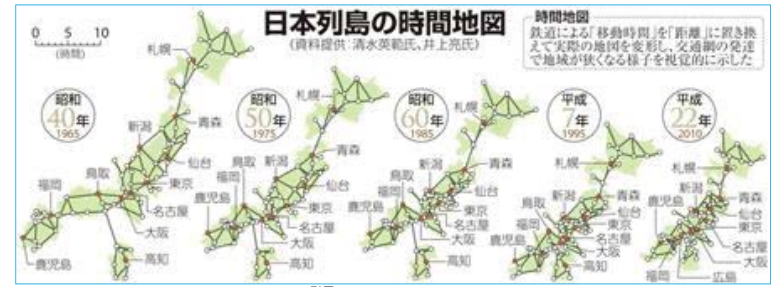 日本列島の時間地図
(資料提供:清水英範氏、井上亮氏)
時間地図
鉄道による「移動時間」を「距離」に置き換
えて実際の地図を変形し、交通網の発達
で地域が狭くなる様子を視覚的に示した
0 5 10
(時間)
昭和
40年
1965
札幌
青森
新潟
仙台
鳥取
東京
福岡
名古屋
大阪
鹿児島
高知
昭和
50年
1975
札幌
青森
新潟
鳥取
仙台
福岡
東京
鹿児島
名古屋
大阪
高知
昭和
60年
1985
札幌
青森
新潟
鳥取
仙台
福岡
東京
鹿児島
名古屋
大阪
高知
平成
7年
1995
札幌
青森
新潟
鳥取
仙台
東京
福岡
名古屋
鹿児島
大阪
高知
平成
22年
2010
札幌
新潟
青森
鳥取
仙台
鹿児島
東京
名古屋
大阪
福岡
広島